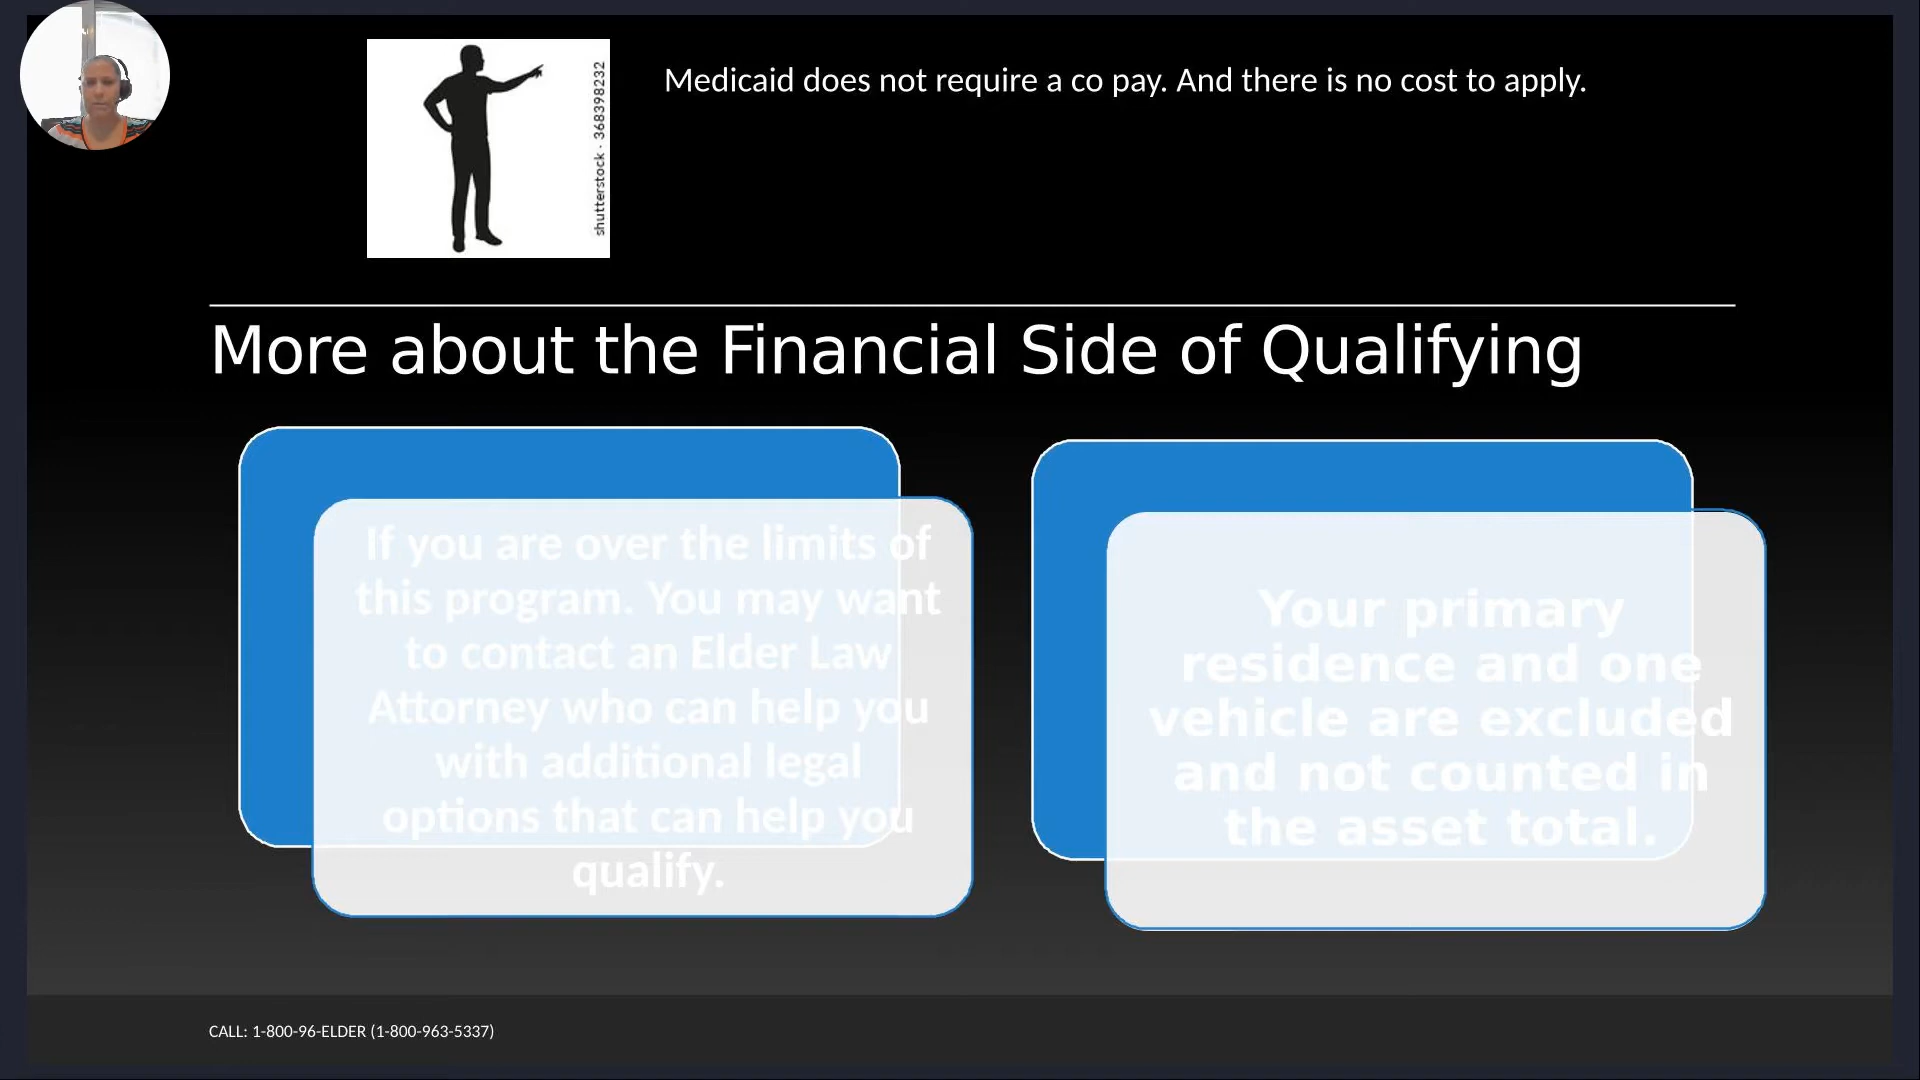 shutterstock · 368398232
Medicaid does not require a co pay. And there is no cost to apply.
More about the Financial Side of Qualifying
If you are over the limits of
this program. You may want
to contact an Elder Law
Attorney who can help you
with additional legal
options that can help you
qualify.
Your primary
residence and one
vehicle are excluded
and not counted in
the asset total.
CALL: 1-800-96-ELDER (1-800-963-5337)